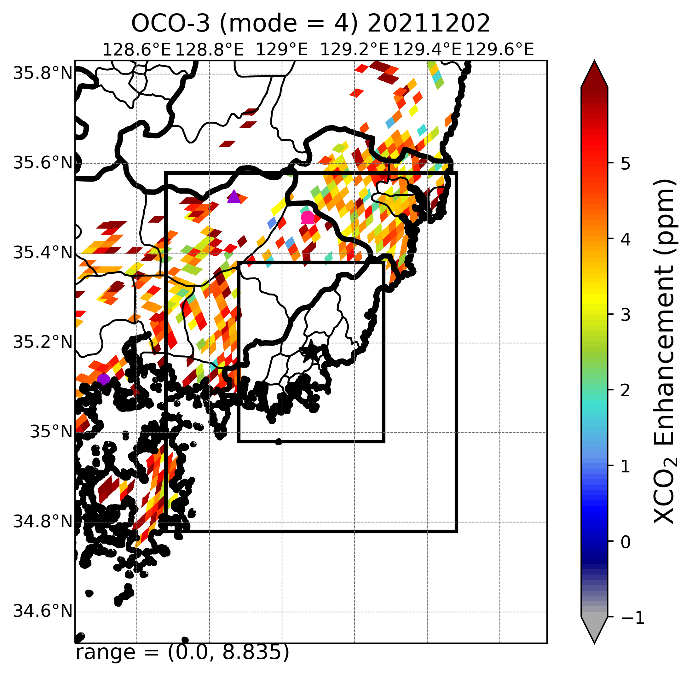 OCO-3 (mode = 4) 20211202
128.6°E 128.8°E 129°E 129.2°E 129.4°E 129.6°E
35.8°N
35.6°N
35.4°N
35.2°N
35°N
34.8°N
34.6°N
range = (0.0, 8.835)
5
4
3
2
1
0
−1
XCO₂ Enhancement (ppm)